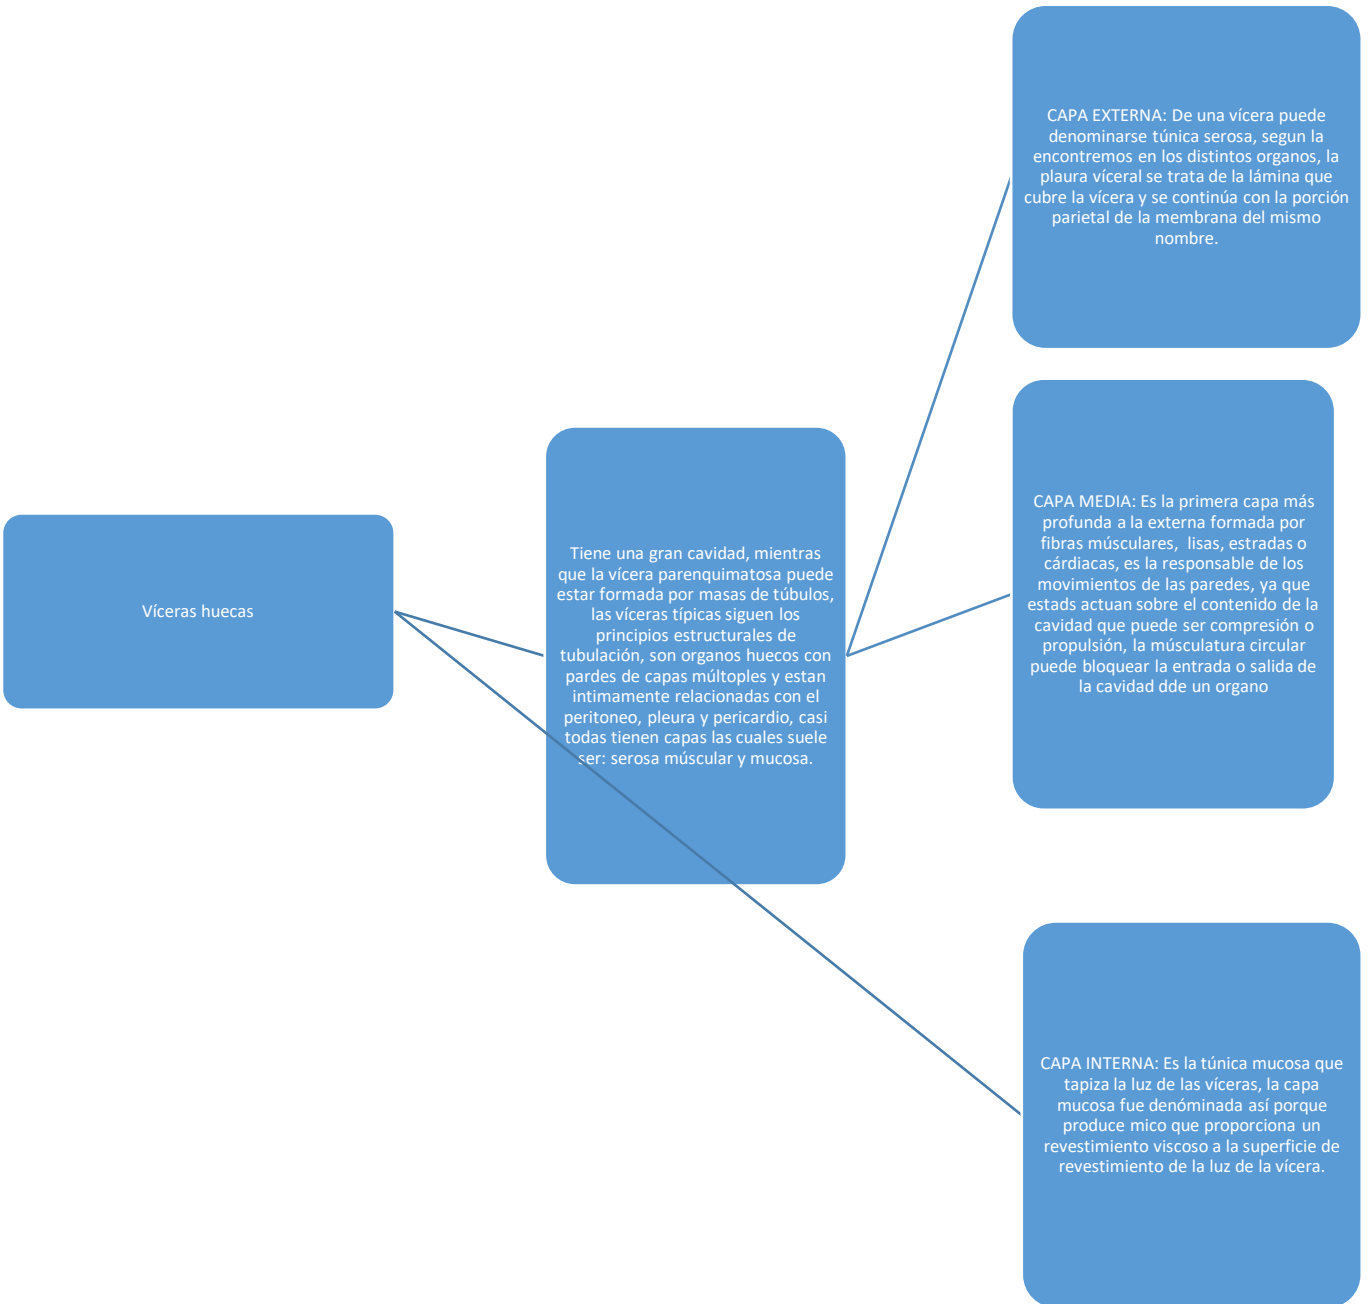 Víceras huecas
Tiene una gran cavidad, mientras
que la vícera parenquimatosa puede
estar formada por masas de túbulos,
las víceras típicas siguen los
principios estructurales de
tubulación, son organos huecos con
pardes de capas múltoples y estan
intimamente relacionadas con el
peritoneo, pleura y pericardio, casi
todas tienen capas las cuales suele
ser: serosa múscular y mucosa.
CAPA EXTERNA: De una vícera puede
denominarse túnica serosa, segun la
encontremos en los distintos organos, la
plaura víceral se trata de la lámina que
cubre la vícera y se continúa con la porción
parietal de la membrana del mismo
nombre.
CAPA MEDIA: Es la primera capa más
profunda a la externa formada por
fibras músculares, lisas, estradas o
cárdiacas, es la responsable de los
movimientos de las paredes, ya que
estads actuan sobre el contenido de la
cavidad que puede ser compresión o
propulsión, la músculatura circular
puede bloquear la entrada o salida de
la cavidad dde un organo
CAPA INTERNA: Es la túnica mucosa que
tapiza la luz de las víceras, la capa
mucosa fue denóminada así porque
produce mico que proporciona un
revestimiento viscoso a la superficie de
revestimiento de la luz de la vícera.